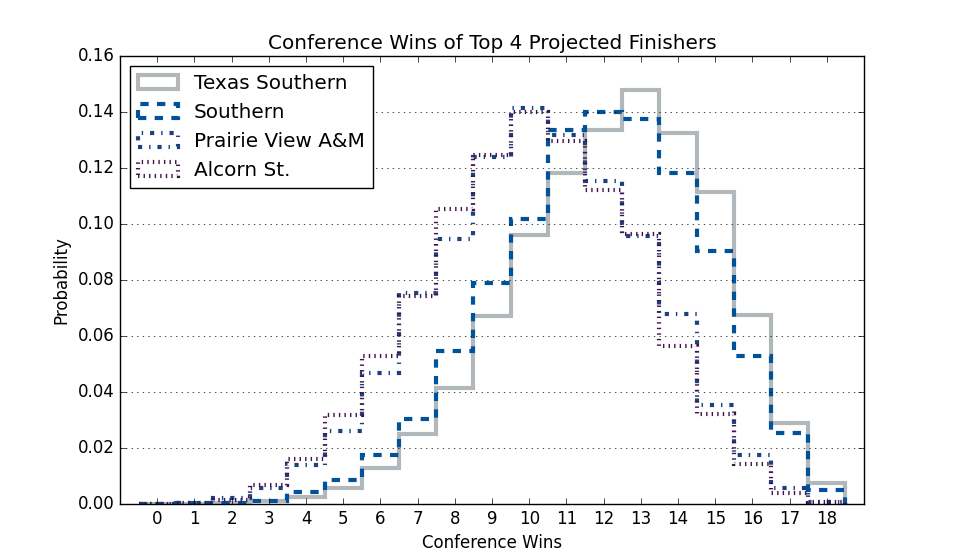 Conference Wins of Top 4 Projected Finishers
0.16
0.14
0.12
0.10
0.08
0.06
0.04
0.02
0.00
Probability
Texas Southern
Southern
Prairie View A&M
Alcorn St.
0 1 2 3 4 5 6 7 8 9 10 11 12 13 14 15 16 17 18
Conference Wins